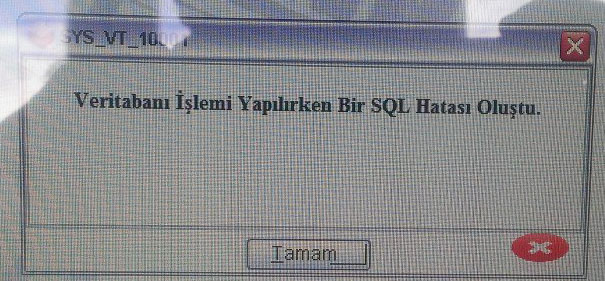 Veritabanı İşlemi Yapılırken Bir SQL Hatası Oluştu.
Tamam